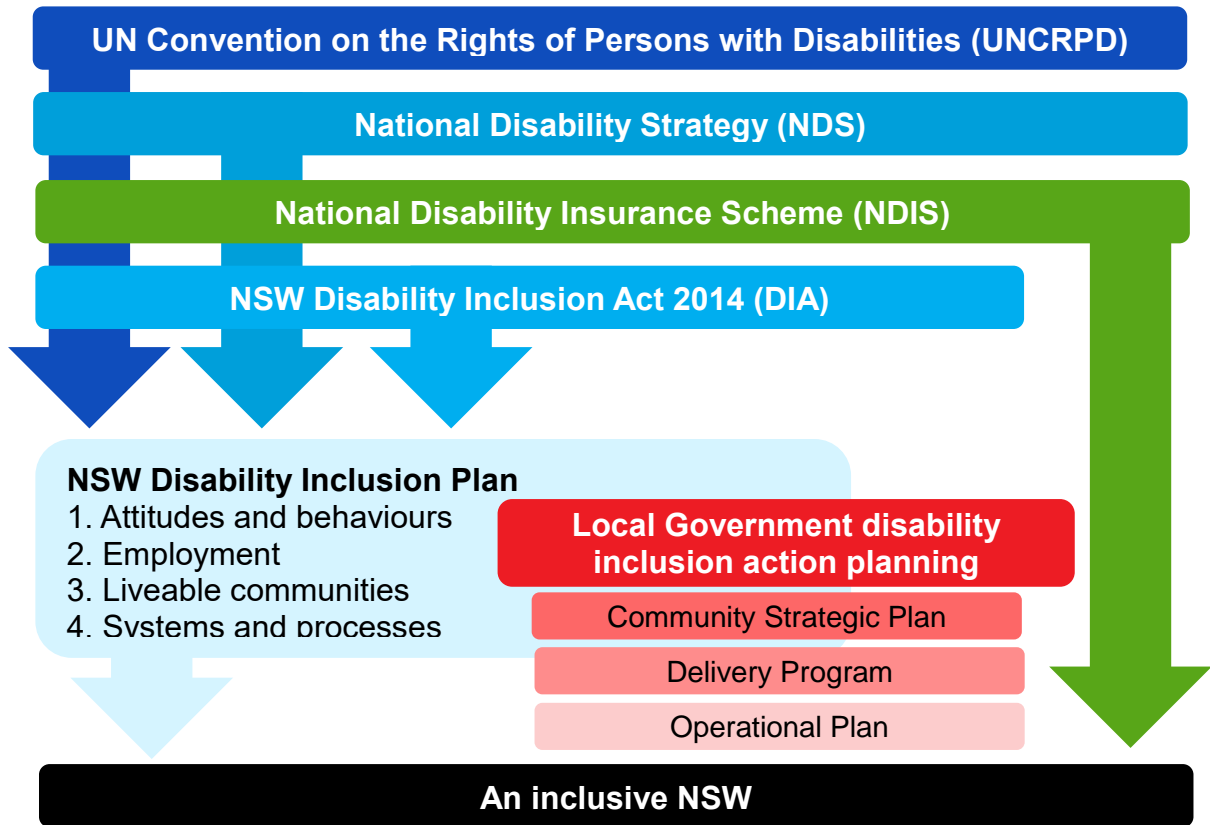 UN Convention on the Rights of Persons with Disabilities (UNCRPD)
National Disability Strategy (NDS)
National Disability Insurance Scheme (NDIS)
NSW Disability Inclusion Act 2014 (DIA)
NSW Disability Inclusion Plan
1. Attitudes and behaviours
2. Employment
3. Liveable communities
4. Systems and processes
Local Government disability
inclusion action planning
Community Strategic Plan
Delivery Program
Operational Plan
An inclusive NSW